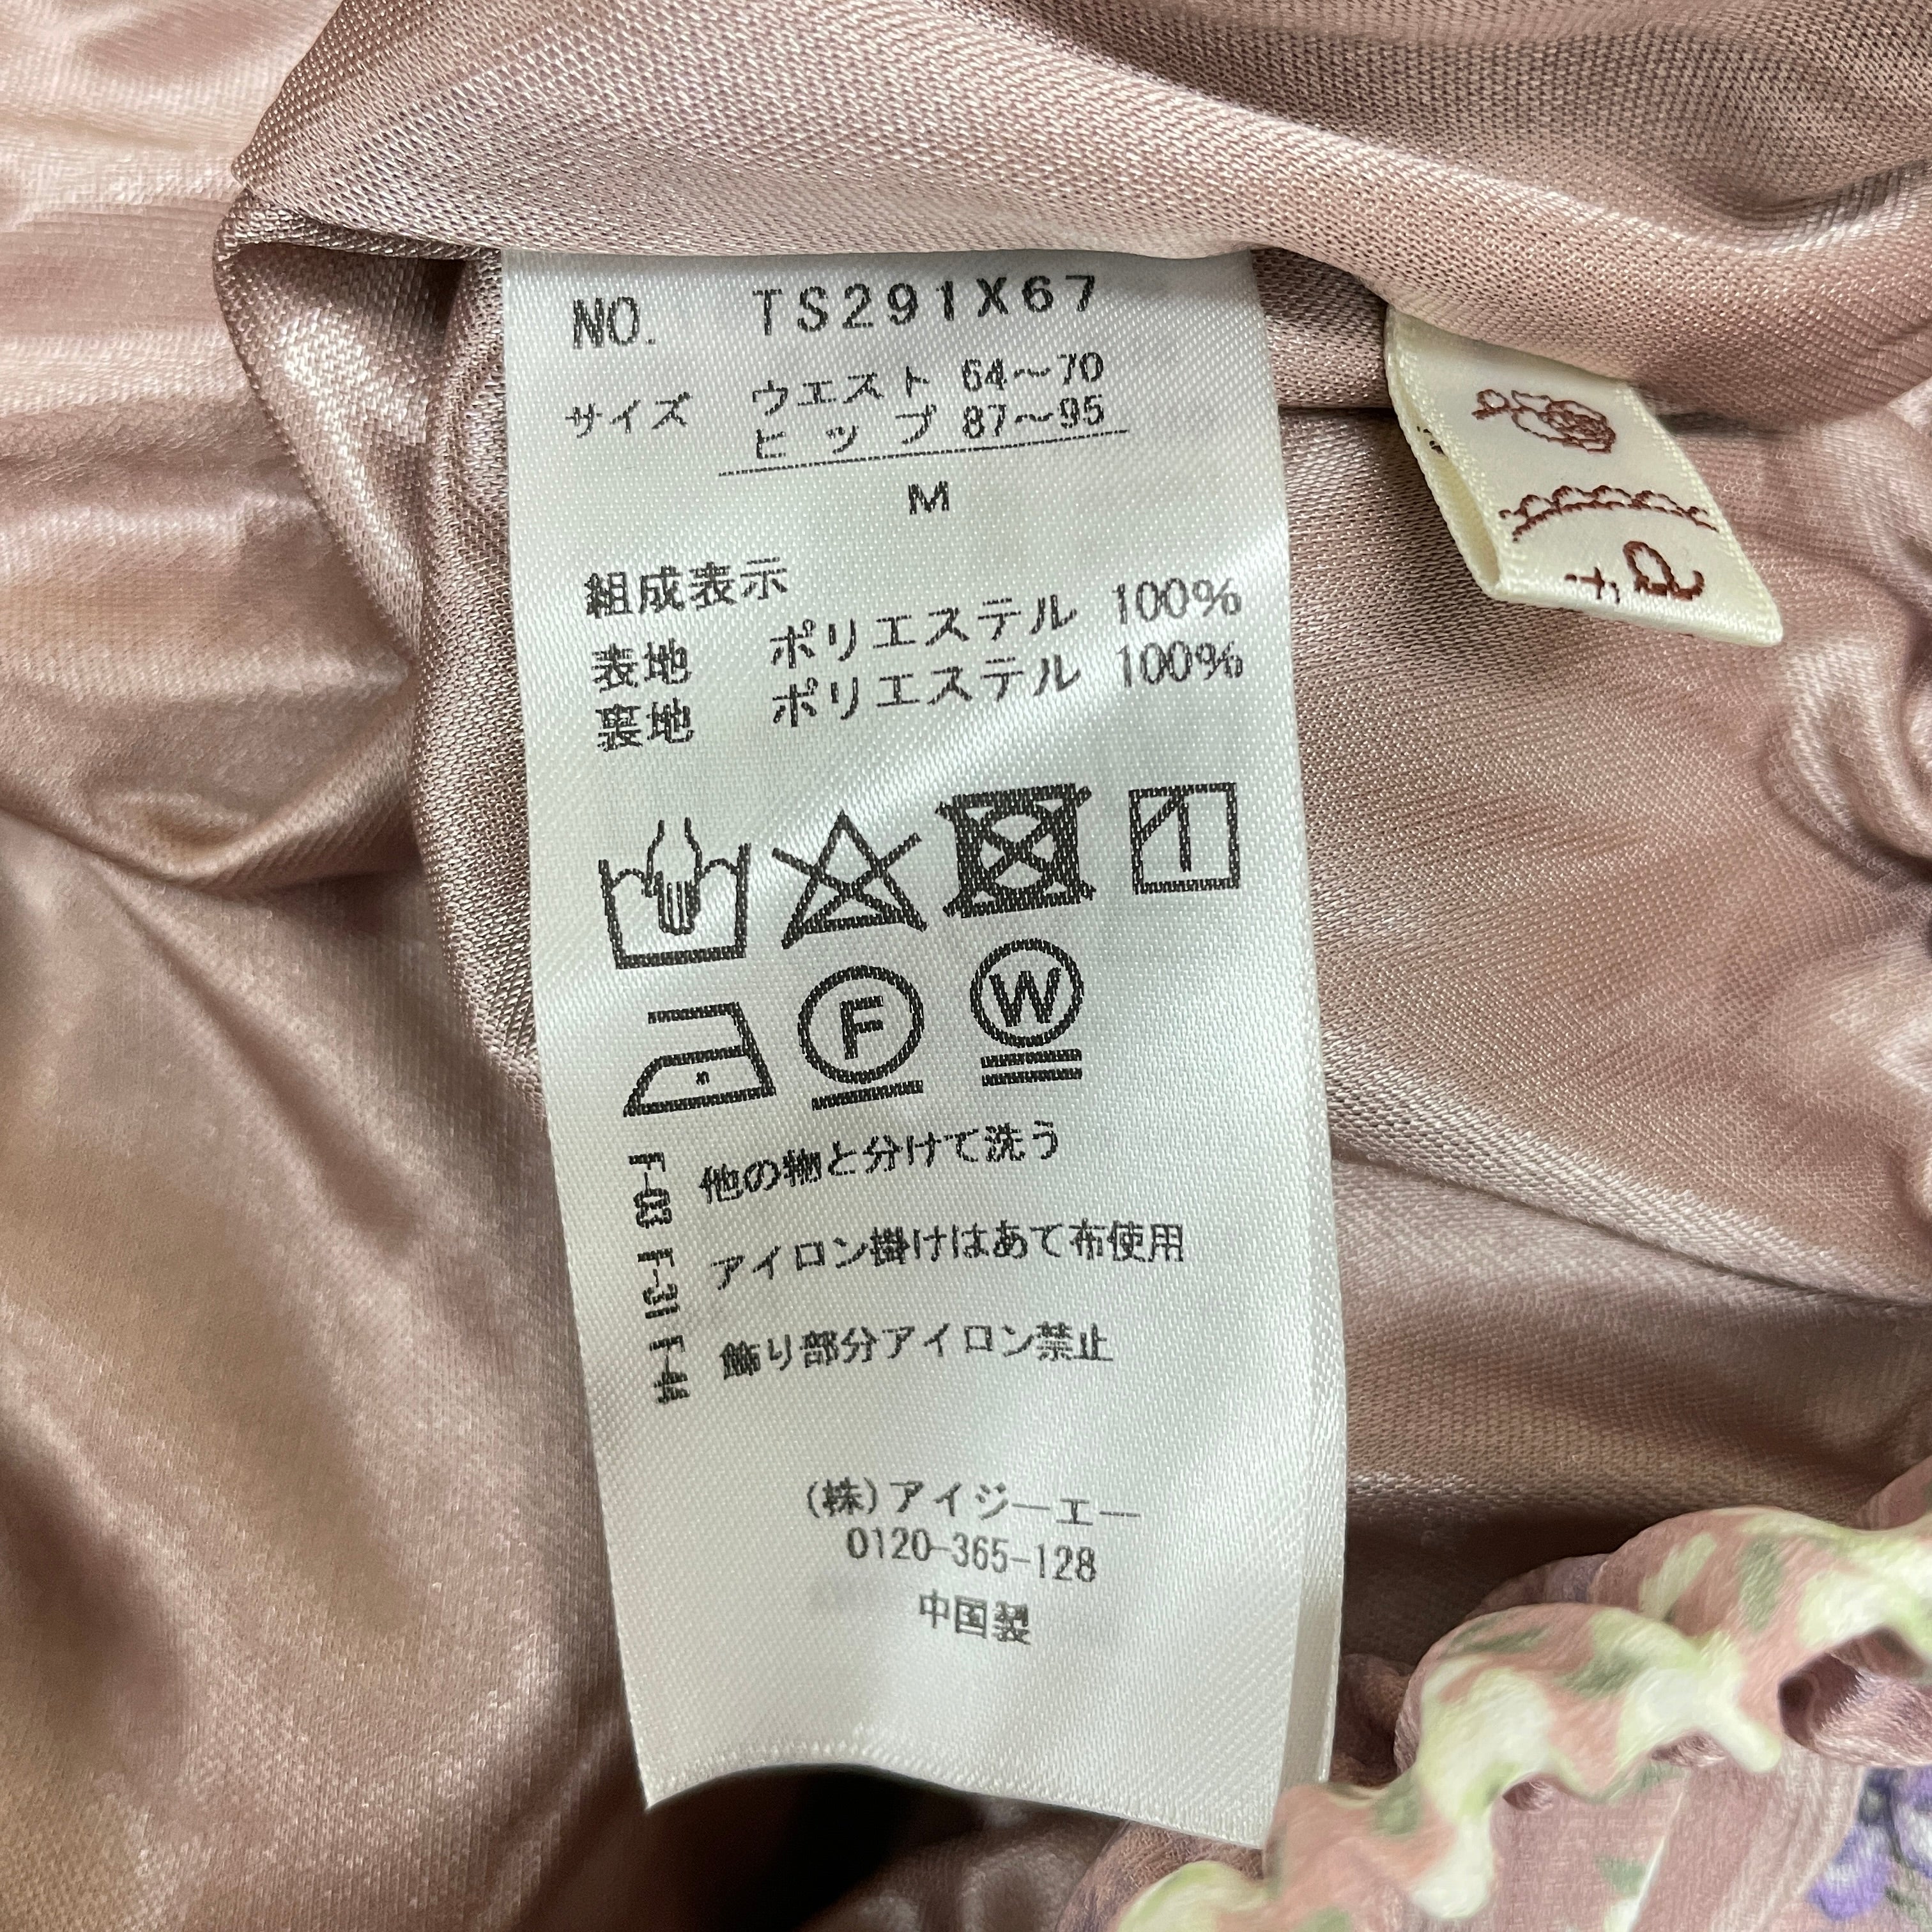 NO. TS291X67
サイズ ウエスト 64〜70
ヒップ 87〜95
M
組成表示
表地 ポリエステル 100%
裏地 ポリエステル 100%
F
W
F-03 F-31 F-44
他の物と分けて洗う
アイロン掛けはあて布使用
飾り部分アイロン禁止
(株)アイジーエー
0120-365-128
中国製